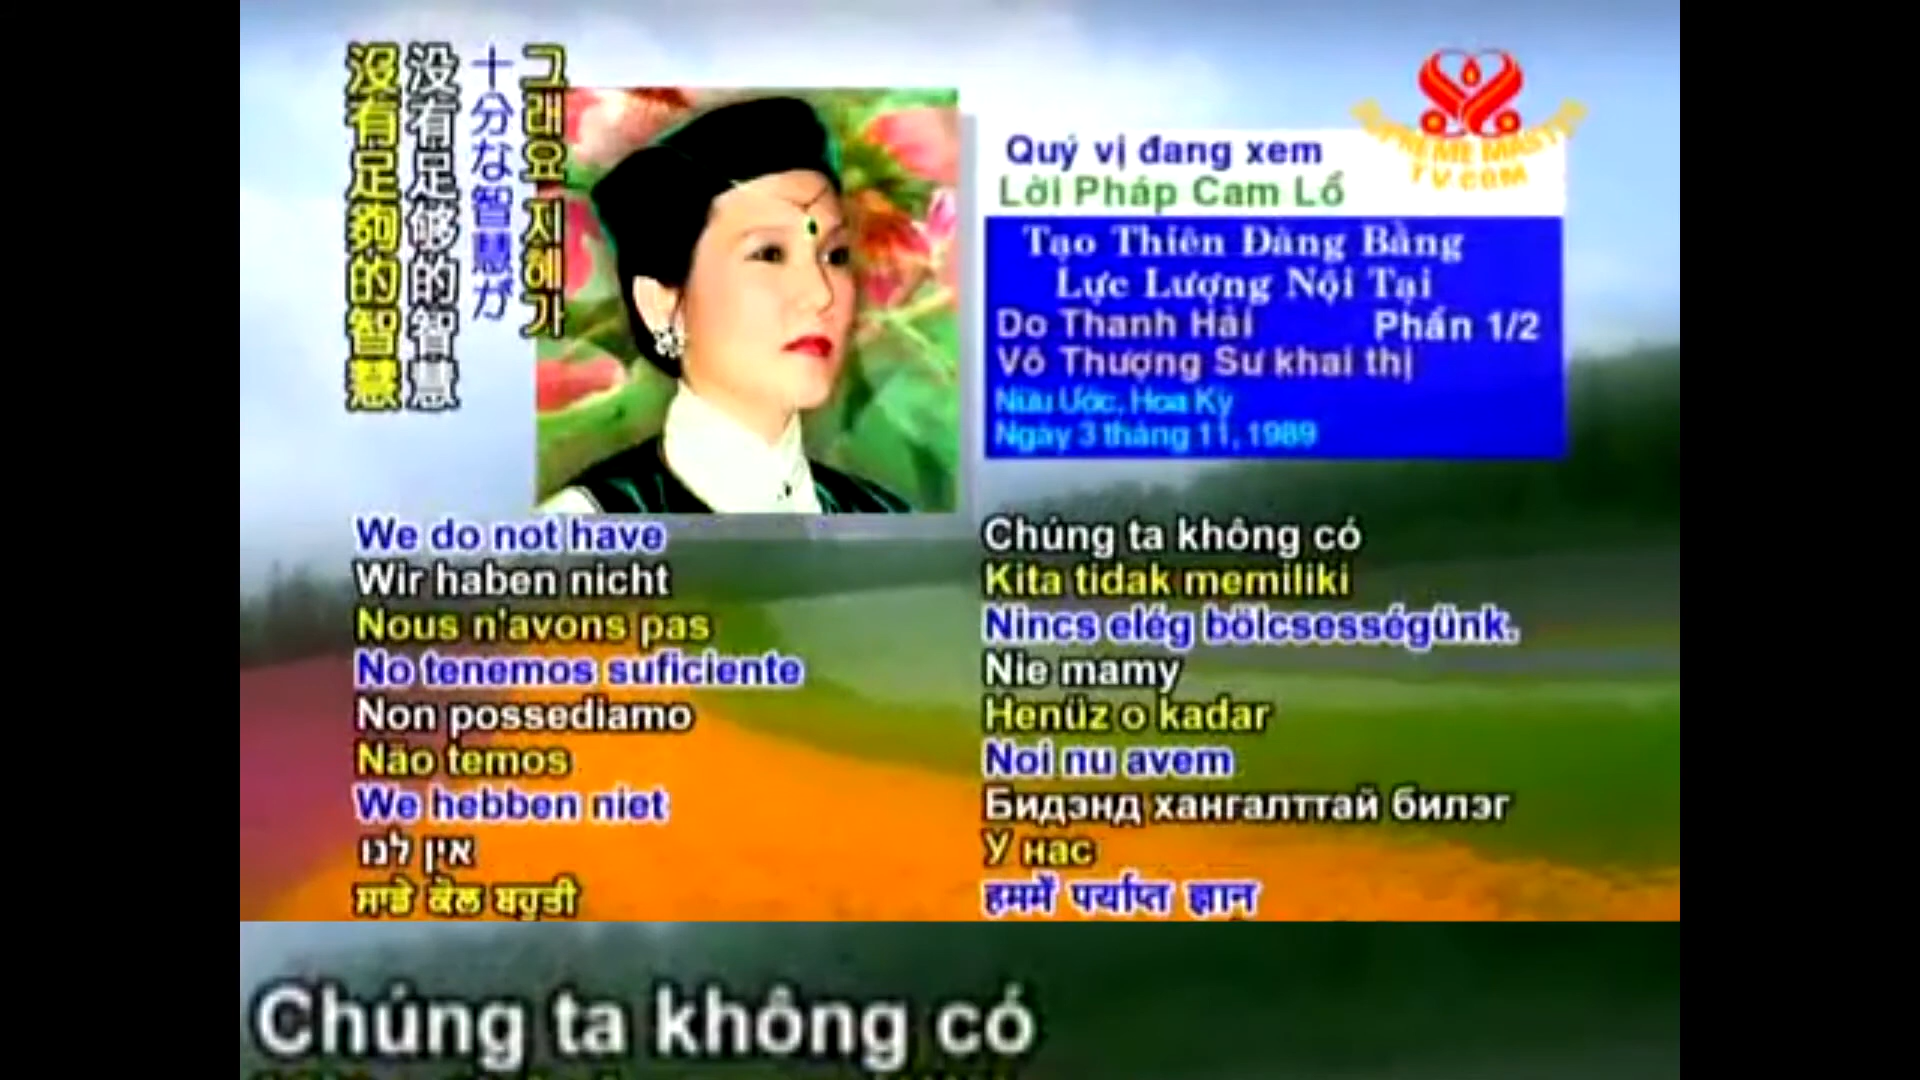 沒有足夠的智慧
没有足够的智慧
十分な智慧が
그래요 지혜가
SUPREME MASTER
TV.COM
Quý vị đang xem
Lời Pháp Cam Lồ
Tạo Thiên Đàng Bằng
Lực Lượng Nội Tại
Do Thanh Hải Phần 1/2
Vô Thượng Sư khai thị
Nữu Ước, Hoa Kỳ
Ngày 3 tháng 11, 1989
We do not have
Wir haben nicht
Nous n'avons pas
No tenemos suficiente
Non possediamo
Não temos
We hebben niet
אין לנו
ਸਾਡੇ ਕੋਲ ਬਹੁਤੀ
Chúng ta không có
Kita tidak memiliki
Nincs elég bölcsességünk.
Nie mamy
Henüz o kadar
Noi nu avem
Бидэнд хангалттай билэг
У нас
हममें पर्याप्त ज्ञान
Chúng ta không có